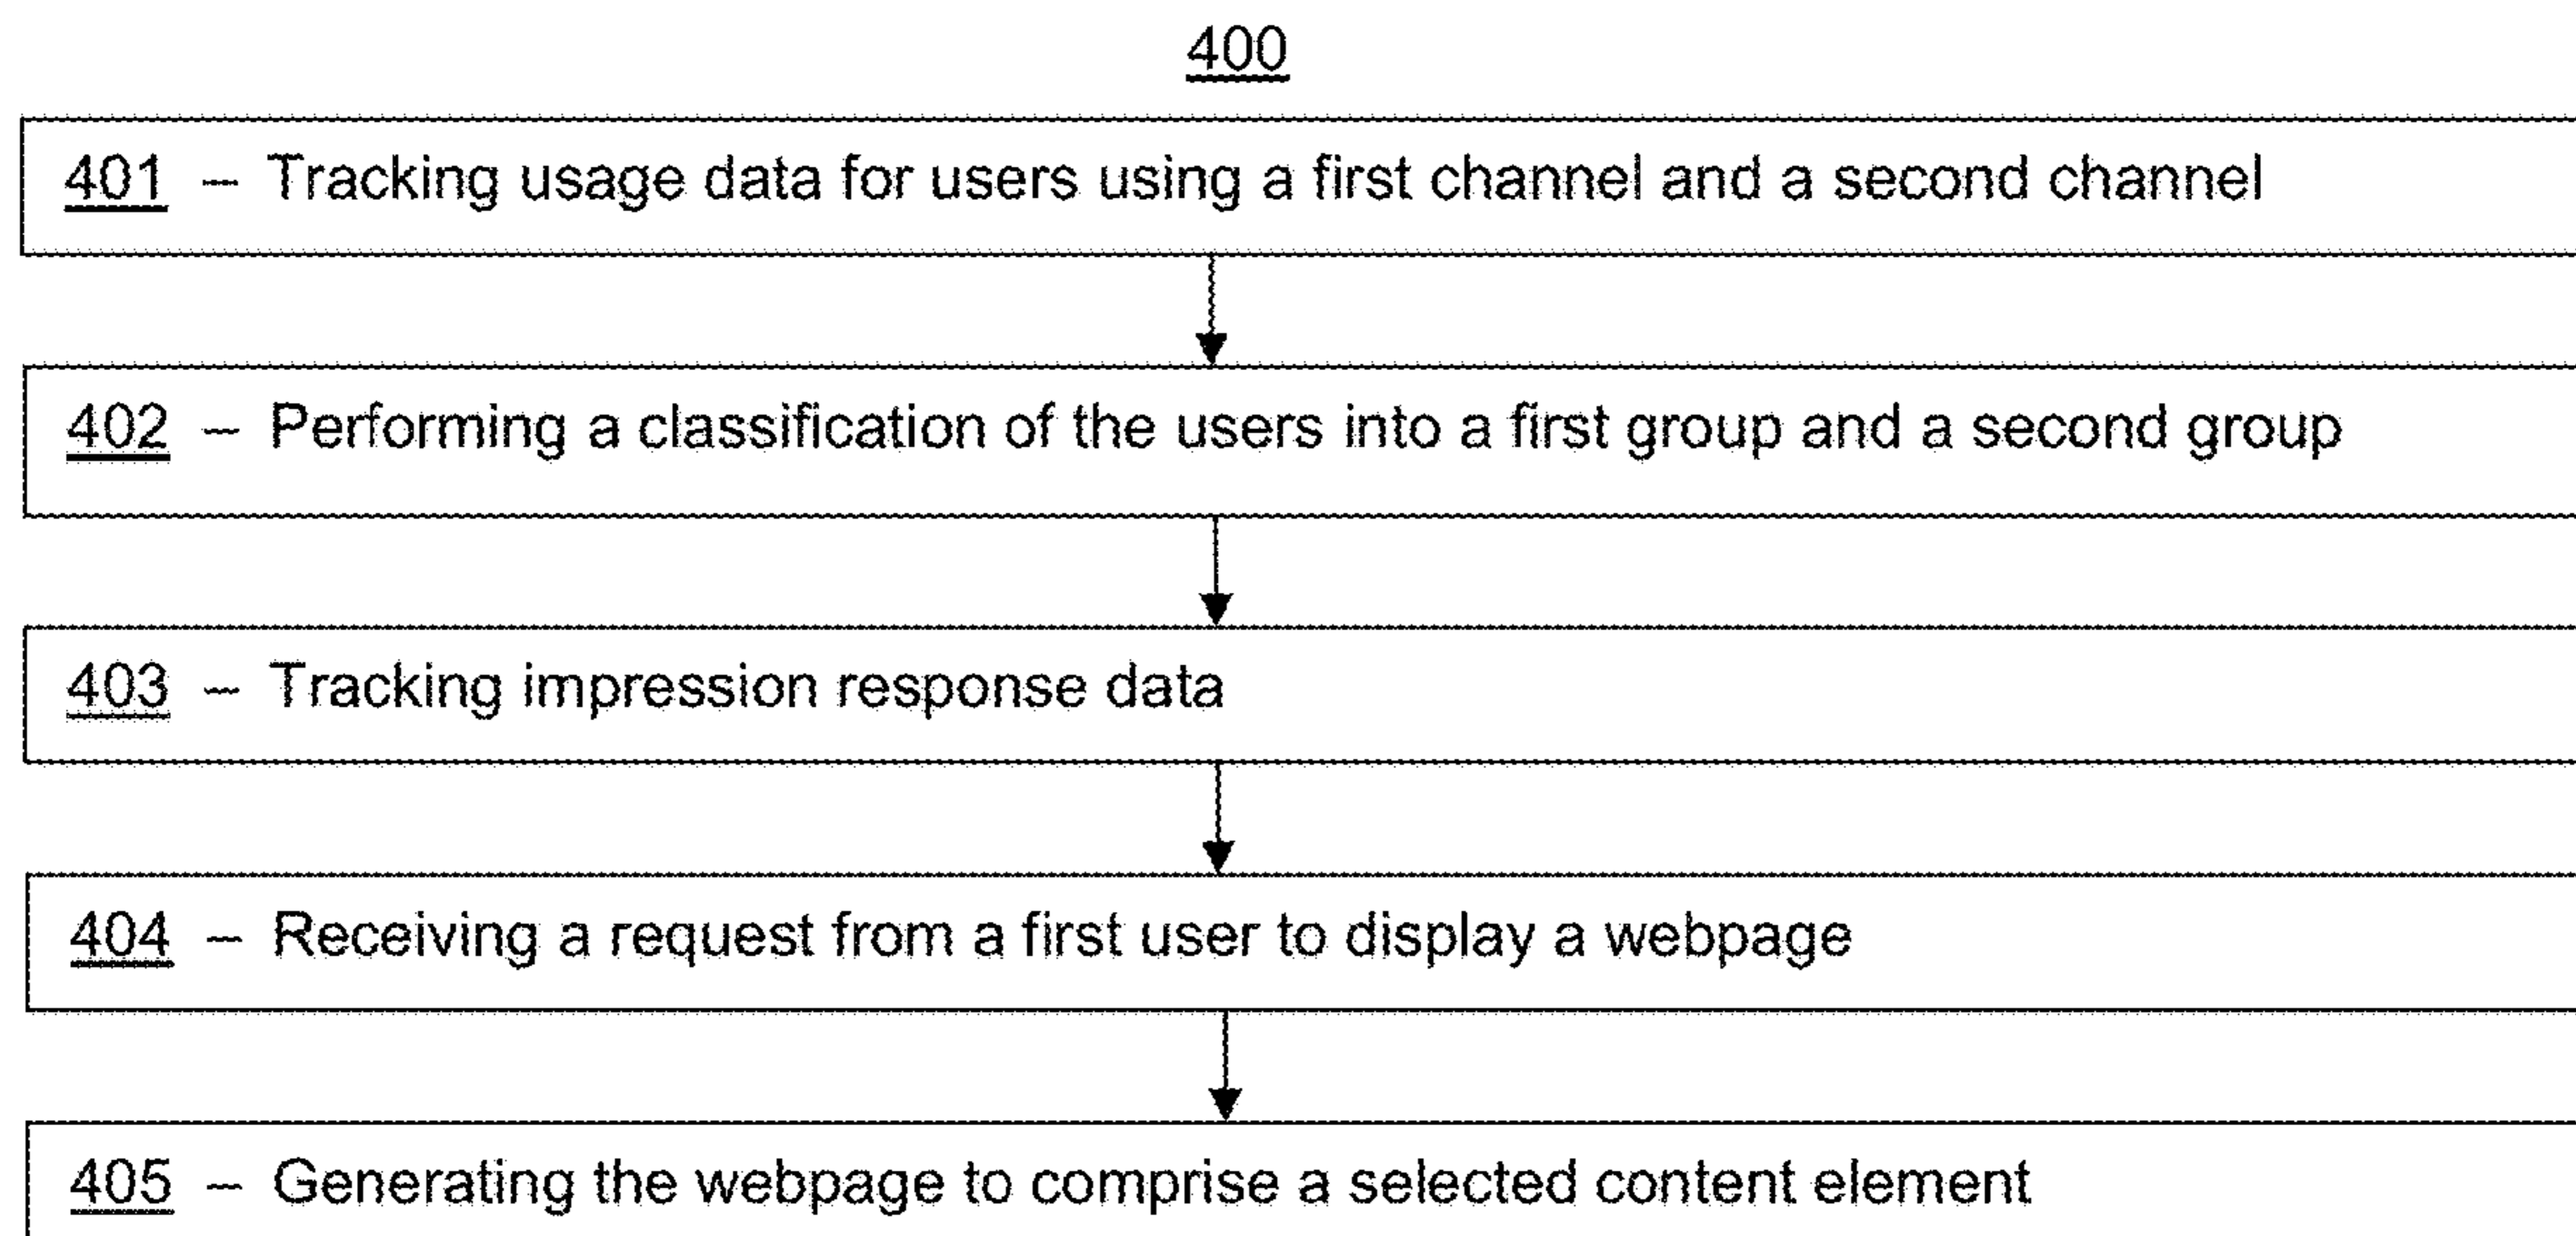 400
401 – Tracking usage data for users using a first channel and a second channel
402 – Performing a classification of the users into a first group and a second group
403 – Tracking impression response data
404 – Receiving a request from a first user to display a webpage
405 – Generating the webpage to comprise a selected content element